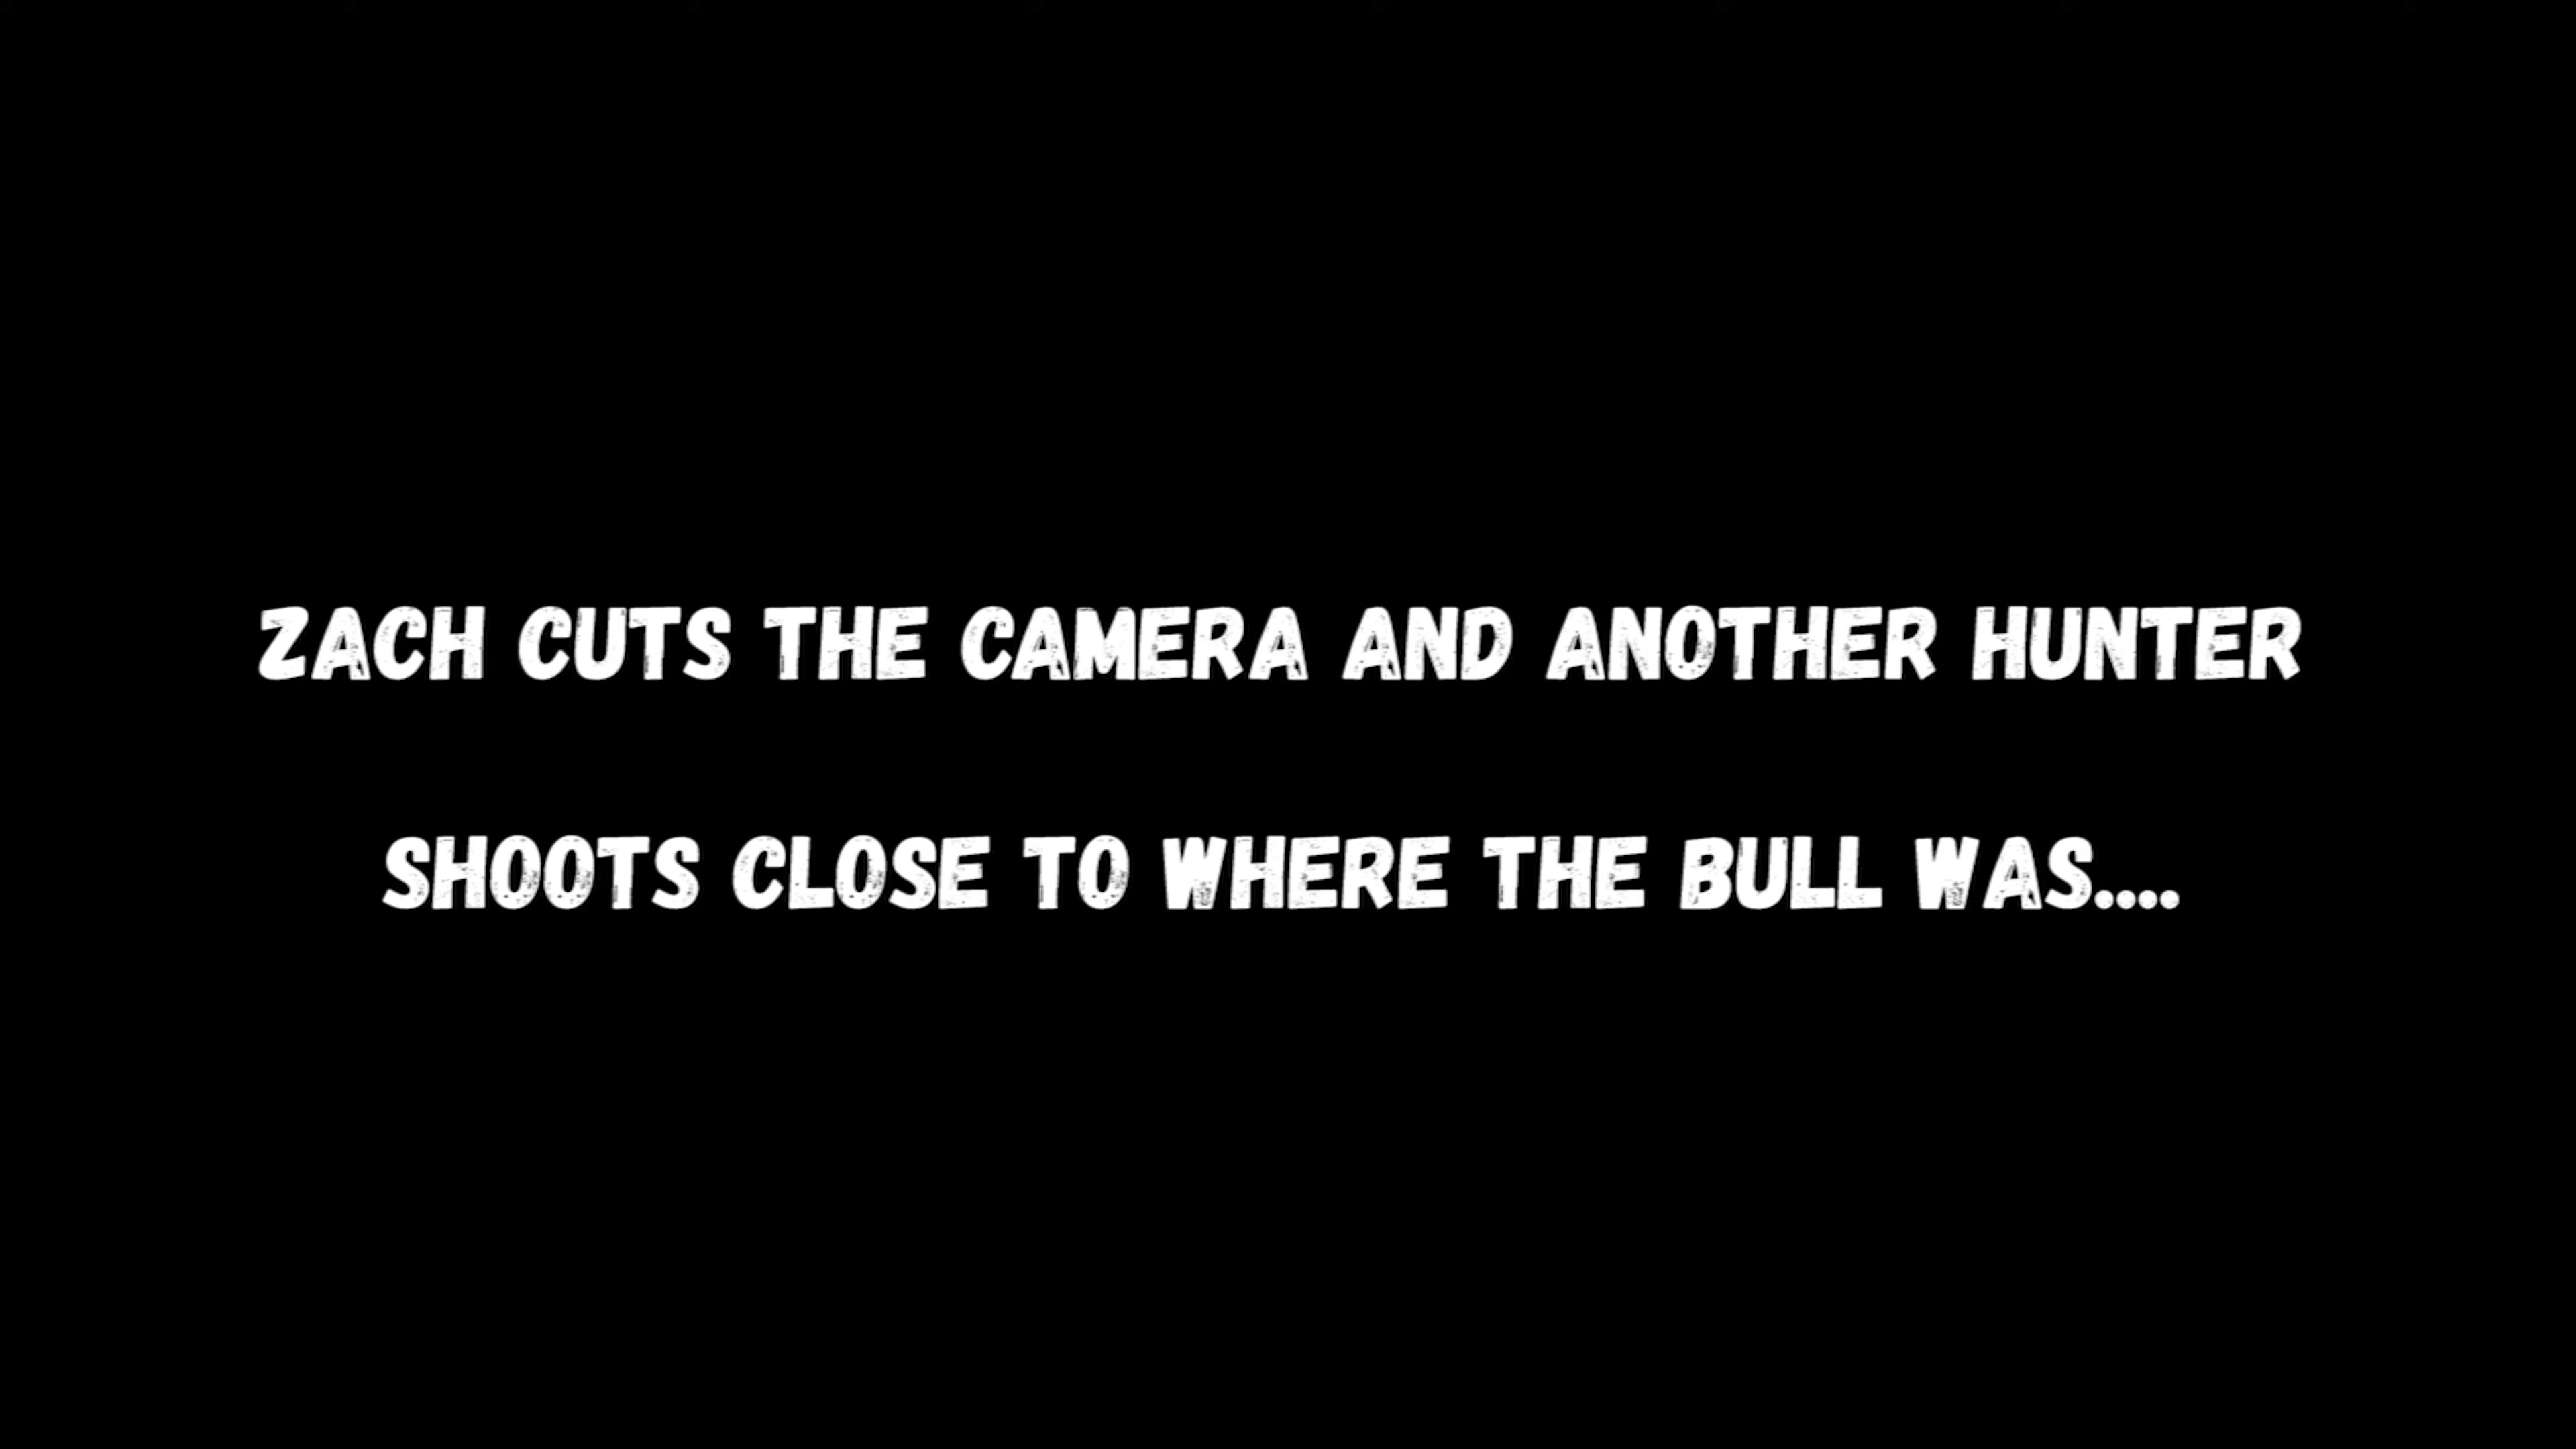 ZACH CUTS THE CAMERA AND ANOTHER HUNTER
SHOOTS CLOSE TO WHERE THE BULL WAS....